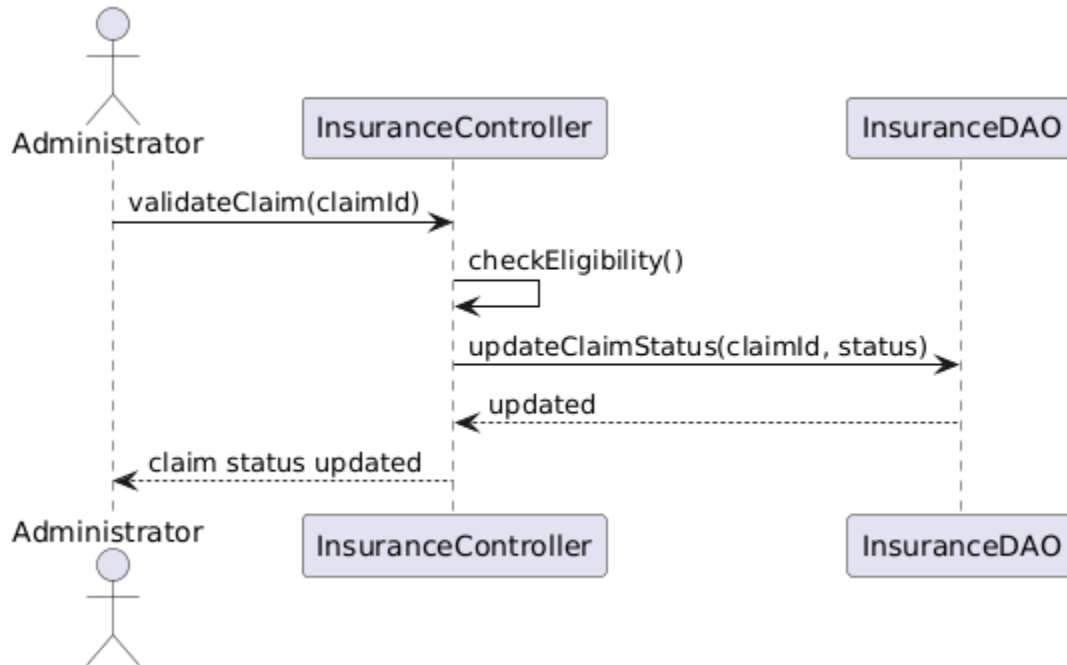 Administrator
InsuranceController
InsuranceDAO
validateClaim(claimId)
checkEligibility()
updateClaimStatus(claimId, status)
updated
claim status updated
Administrator
InsuranceController
InsuranceDAO